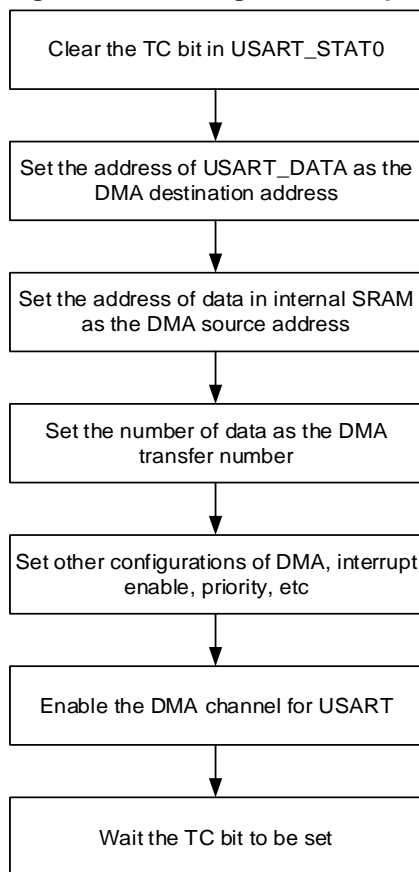 Clear the TC bit in USART_STAT0
Set the address of USART_DATA as the
DMA destination address
Set the address of data in internal SRAM
as the DMA source address
Set the number of data as the DMA
transfer number
Set other configurations of DMA, interrupt
enable, priority, etc
Enable the DMA channel for USART
Wait the TC bit to be set